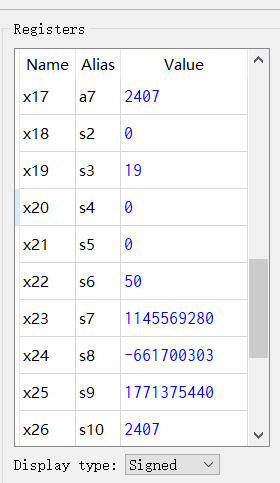 Registers
Name Alias Value
x17 a7 2407
x18 s2 0
x19 s3 19
x20 s4 0
x21 s5 0
x22 s6 50
x23 s7 1145569280
x24 s8 -661700303
x25 s9 1771375440
x26 s10 2407
Display type: Signed